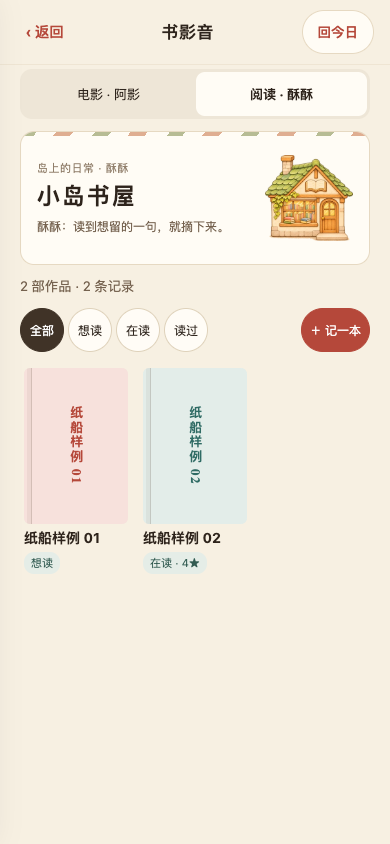 ‹ 返回
书影音
回今日
电影 · 阿影
阅读 · 酥酥
岛上的日常 · 酥酥
小岛书屋
酥酥：读到想留的一句，就摘下来。
2 部作品 · 2 条记录
全部
想读
在读
读过
+ 记一本
纸船样例 01
纸船样例 02
纸船样例 01
纸船样例 02
想读
在读 · 4★